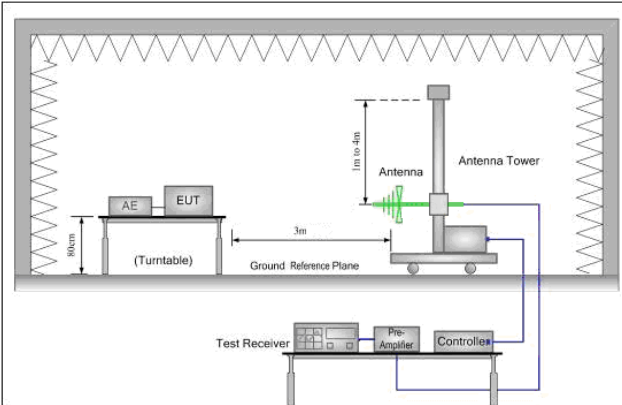 1m to 4m
Antenna
Antenna Tower
AE
EUT
80cm
3m
(Turntable)
Ground Reference Plane
Test Receiver
Pre-
Amplifier
Controller